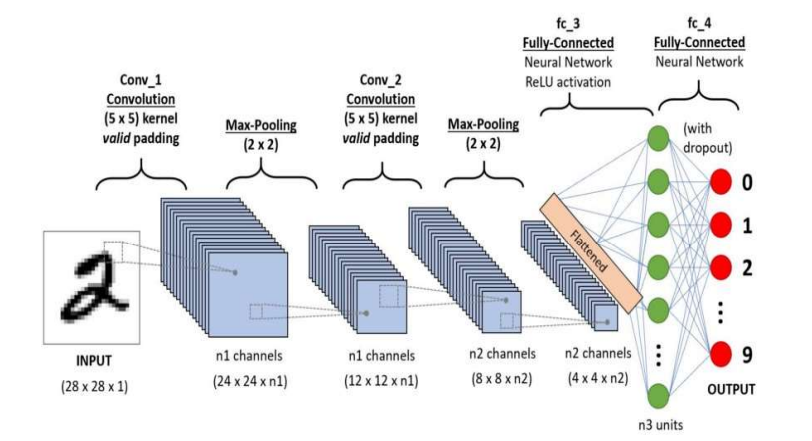 fc_3
Fully-Connected
Neural Network
ReLU activation
fc_4
Fully-Connected
Neural Network
Conv_1
Convolution
(5 x 5) kernel
valid padding
Max-Pooling
(2 x 2)
Conv_2
Convolution
(5 x 5) kernel
valid padding
Max-Pooling
(2 x 2)
(with
dropout)
Flattened
0
1
2
9
INPUT
(28 x 28 x 1)
n1 channels
(24 x 24 x n1)
n1 channels
(12 x 12 x n1)
n2 channels
(8 x 8 x n2)
n2 channels
(4 x 4 x n2)
OUTPUT
n3 units
2